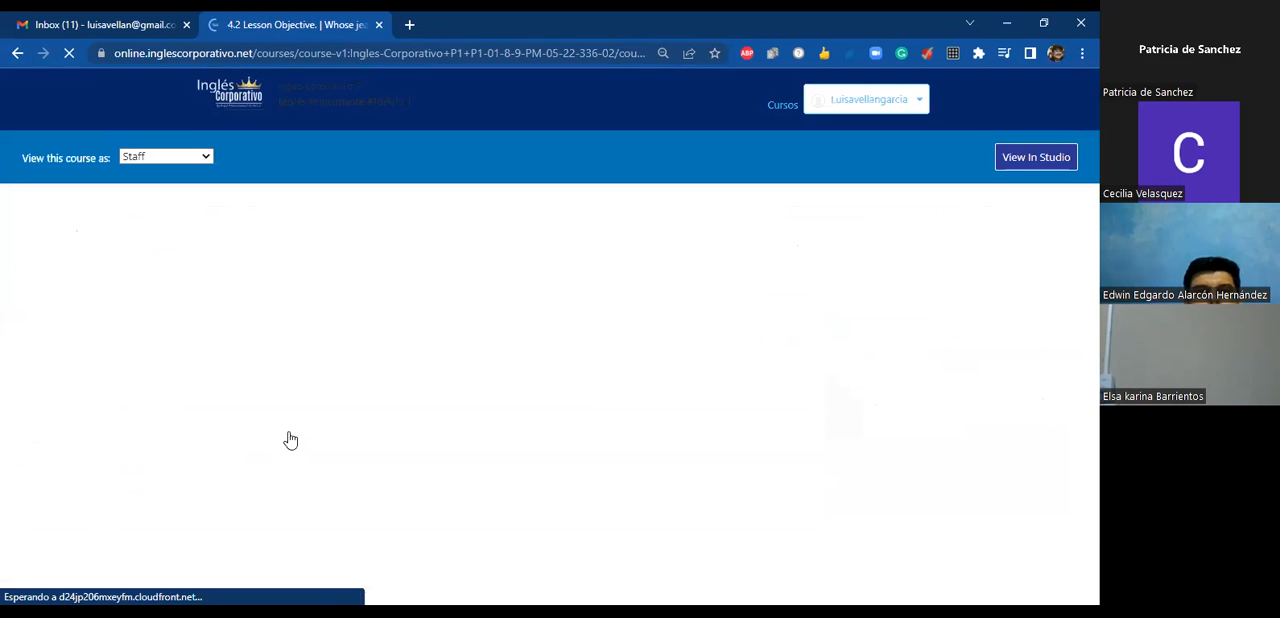 Inbox (11) - luisavellan@gmail.co
4.2 Lesson Objective. | Whose jea
online.inglescorporativo.net/courses/course-v1:Ingles-Corporativo+P1+P1-01-8-9-PM-05-22-336-02/cou...
ABP
Inglés
Corporativo
Cursos
Luisavellangarcia
View this course as:
Staff
View In Studio
Esperando a d24jp206mxeyfm.cloudfront.net...
Patricia de Sanchez
Patricia de Sanchez
C
Cecilia Velasquez
Edwin Edgardo Alarcón Hernández
Elsa karina Barrientos